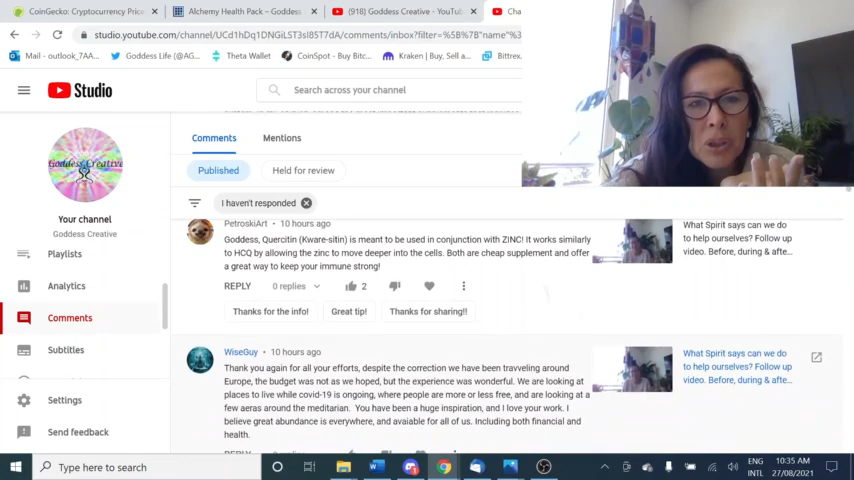 CoinGecko: Cryptocurrency Price
Alchemy Health Pack – Goddess
(918) Goddess Creative - YouTub
Cha
studio.youtube.com/channel/UCd1hDq1DNGiLST3sI85T7dA/comments/inbox?filter=%5B%7B"name"%3
Mail - outlook_7AA...
Goddess Life (@AG...
Theta Wallet
CoinSpot - Buy Bitc...
Kraken | Buy, Sell a...
Bittrex
Studio
Search across your channel
Goddess Creative
Your channel
Goddess Creative
Playlists
Analytics
Comments
Subtitles
Settings
Send feedback
Comments
Mentions
Published
Held for review
I haven't responded
PetroskiArt • 10 hours ago
Goddess, Quercitin (Kware-sitin) is meant to be used in conjunction with ZINC! It works similarly
to HCQ by allowing the zinc to move deeper into the cells. Both are cheap supplement and offer
a great way to keep your immune strong!
REPLY 0 replies 2
Thanks for the info! Great tip! Thanks for sharing!!
What Spirit says can we do
to help ourselves? Follow up
video. Before, during & afte...
WiseGuy • 10 hours ago
Thank you again for all your efforts, despite the correction we have been travveling around
Europe, the budget was not as we hoped, but the experience was wonderful. We are looking at
places to live while covid-19 is ongoing, where people are more or less free, and are looking at a
few aeras around the meditarian. You have been a huge inspiration, and I love your work. I
believe great abundance is everywhere, and avaiable for all of us. Including both financial and
health.
What Spirit says can we do
to help ourselves? Follow up
video. Before, during & afte...
Type here to search
ENG
INTL
10:35 AM
27/08/2021